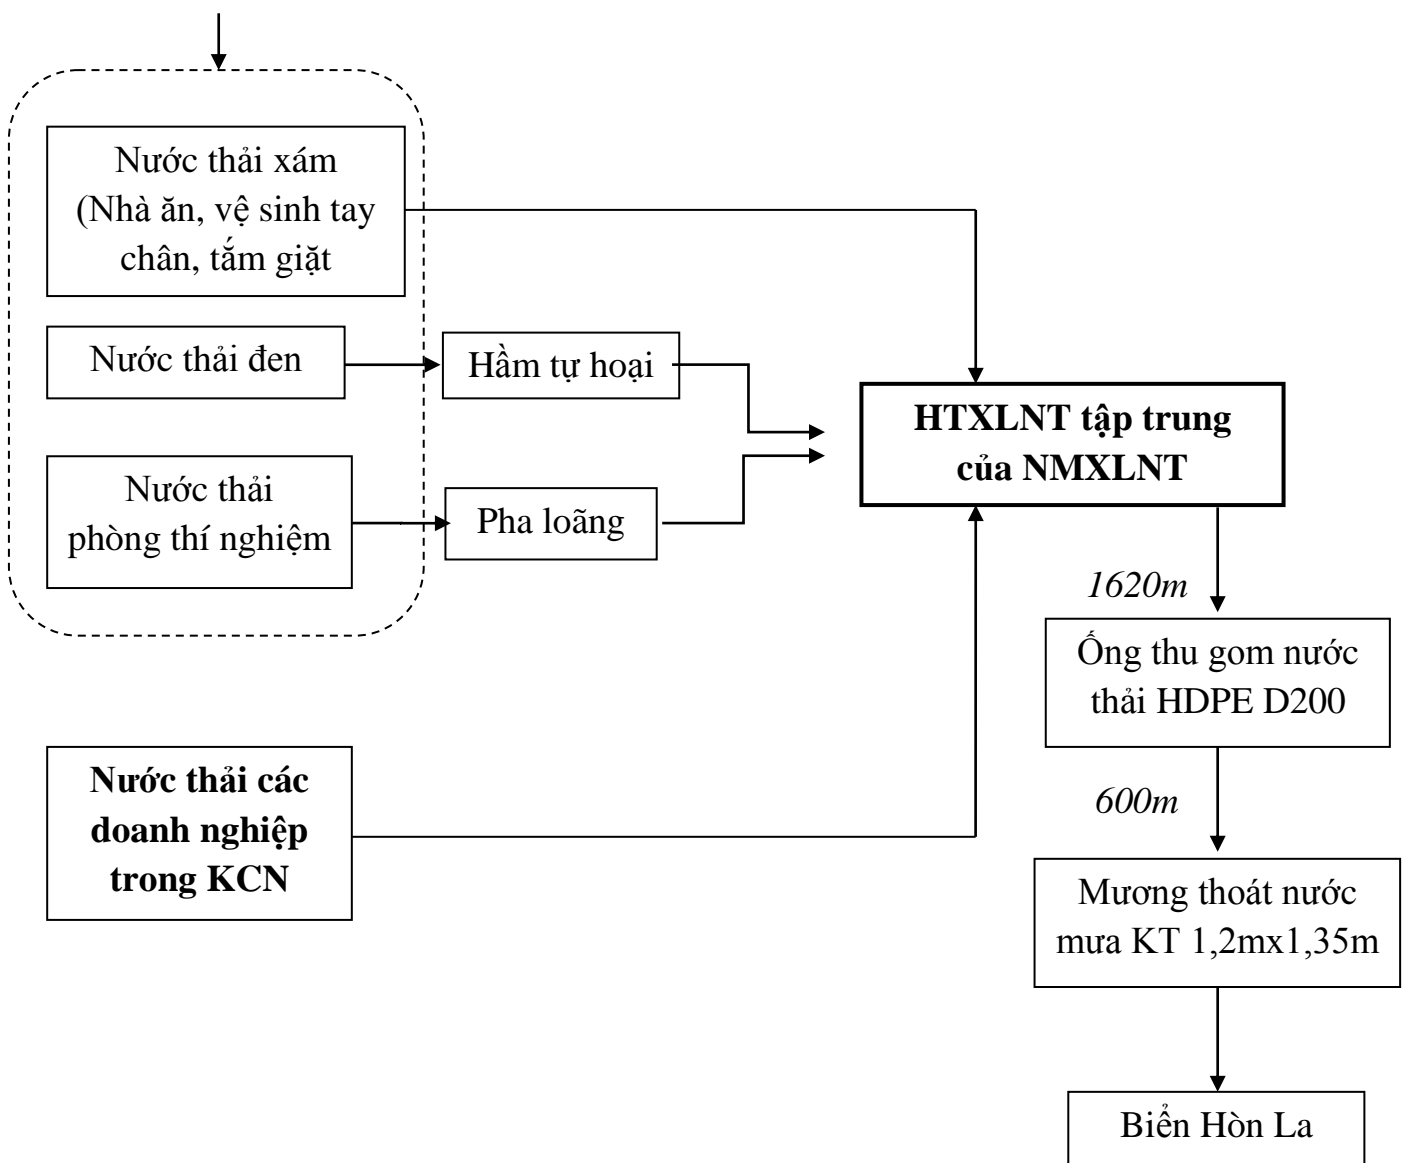 Nước thải xám
(Nhà ăn, vệ sinh tay
chân, tắm giặt
Nước thải đen
Hầm tự hoại
HTXLNT tập trung
của NMXLNT
Nước thải
phòng thí nghiệm
Pha loãng
1620m
Ống thu gom nước
thải HDPE D200
Nước thải các
doanh nghiệp
trong KCN
600m
Mương thoát nước
mưa KT 1,2mx1,35m
Biển Hòn La